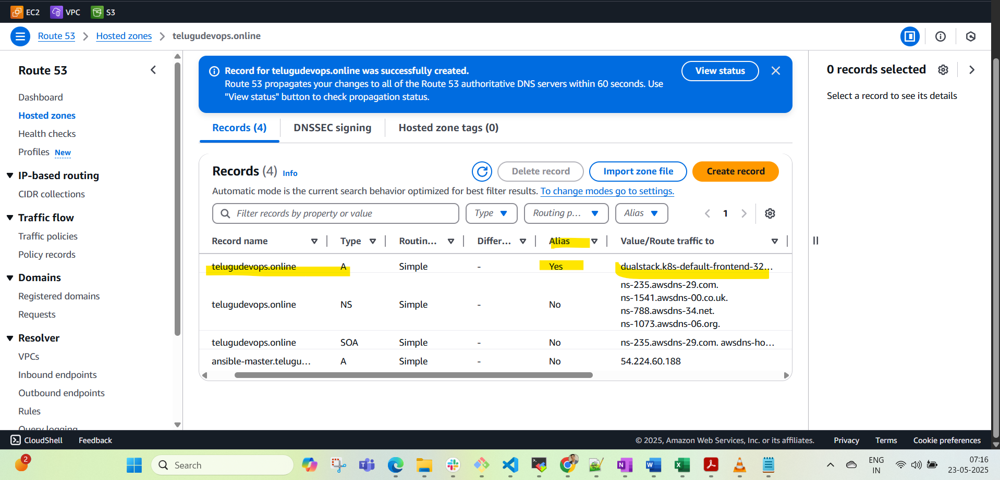 EC2 VPC S3
Route 53 Hosted zones telugudevops.online
Route 53
Dashboard
Hosted zones
Health checks
Profiles New
IP-based routing
CIDR collections
Traffic flow
Traffic policies
Policy records
Domains
Registered domains
Requests
Resolver
VPCs
Inbound endpoints
Outbound endpoints
Rules
Query logging
Record for telugudevops.online was successfully created.
Route 53 propagates your changes to all of the Route 53 authoritative DNS servers within 60 seconds. Use
"View status" button to check propagation status.
View status
Records (4) DNSSEC signing Hosted zone tags (0)
Records (4) Info
Delete record Import zone file Create record
Automatic mode is the current search behavior optimized for best filter results. To change modes go to settings.
Filter records by property or value Type Routing p... Alias 1
Record name Type Routin... Differ... Alias Value/Route traffic to
telugudevops.online A Simple - Yes dualstack.k8s-default-frontend-32...
ns-235.awsdns-29.com.
ns-1541.awsdns-00.co.uk.
telugudevops.online NS Simple - No
ns-788.awsdns-34.net.
ns-1073.awsdns-06.org.
telugudevops.online SOA Simple - No ns-235.awsdns-29.com. awsdns-ho...
ansible-master.telugu... A Simple - No 54.224.60.188
0 records selected
Select a record to see its details
CloudShell Feedback © 2025, Amazon Web Services, Inc. or its affiliates. Privacy Terms Cookie preferences
2 Search ENG 07:16
IN 23-05-2025